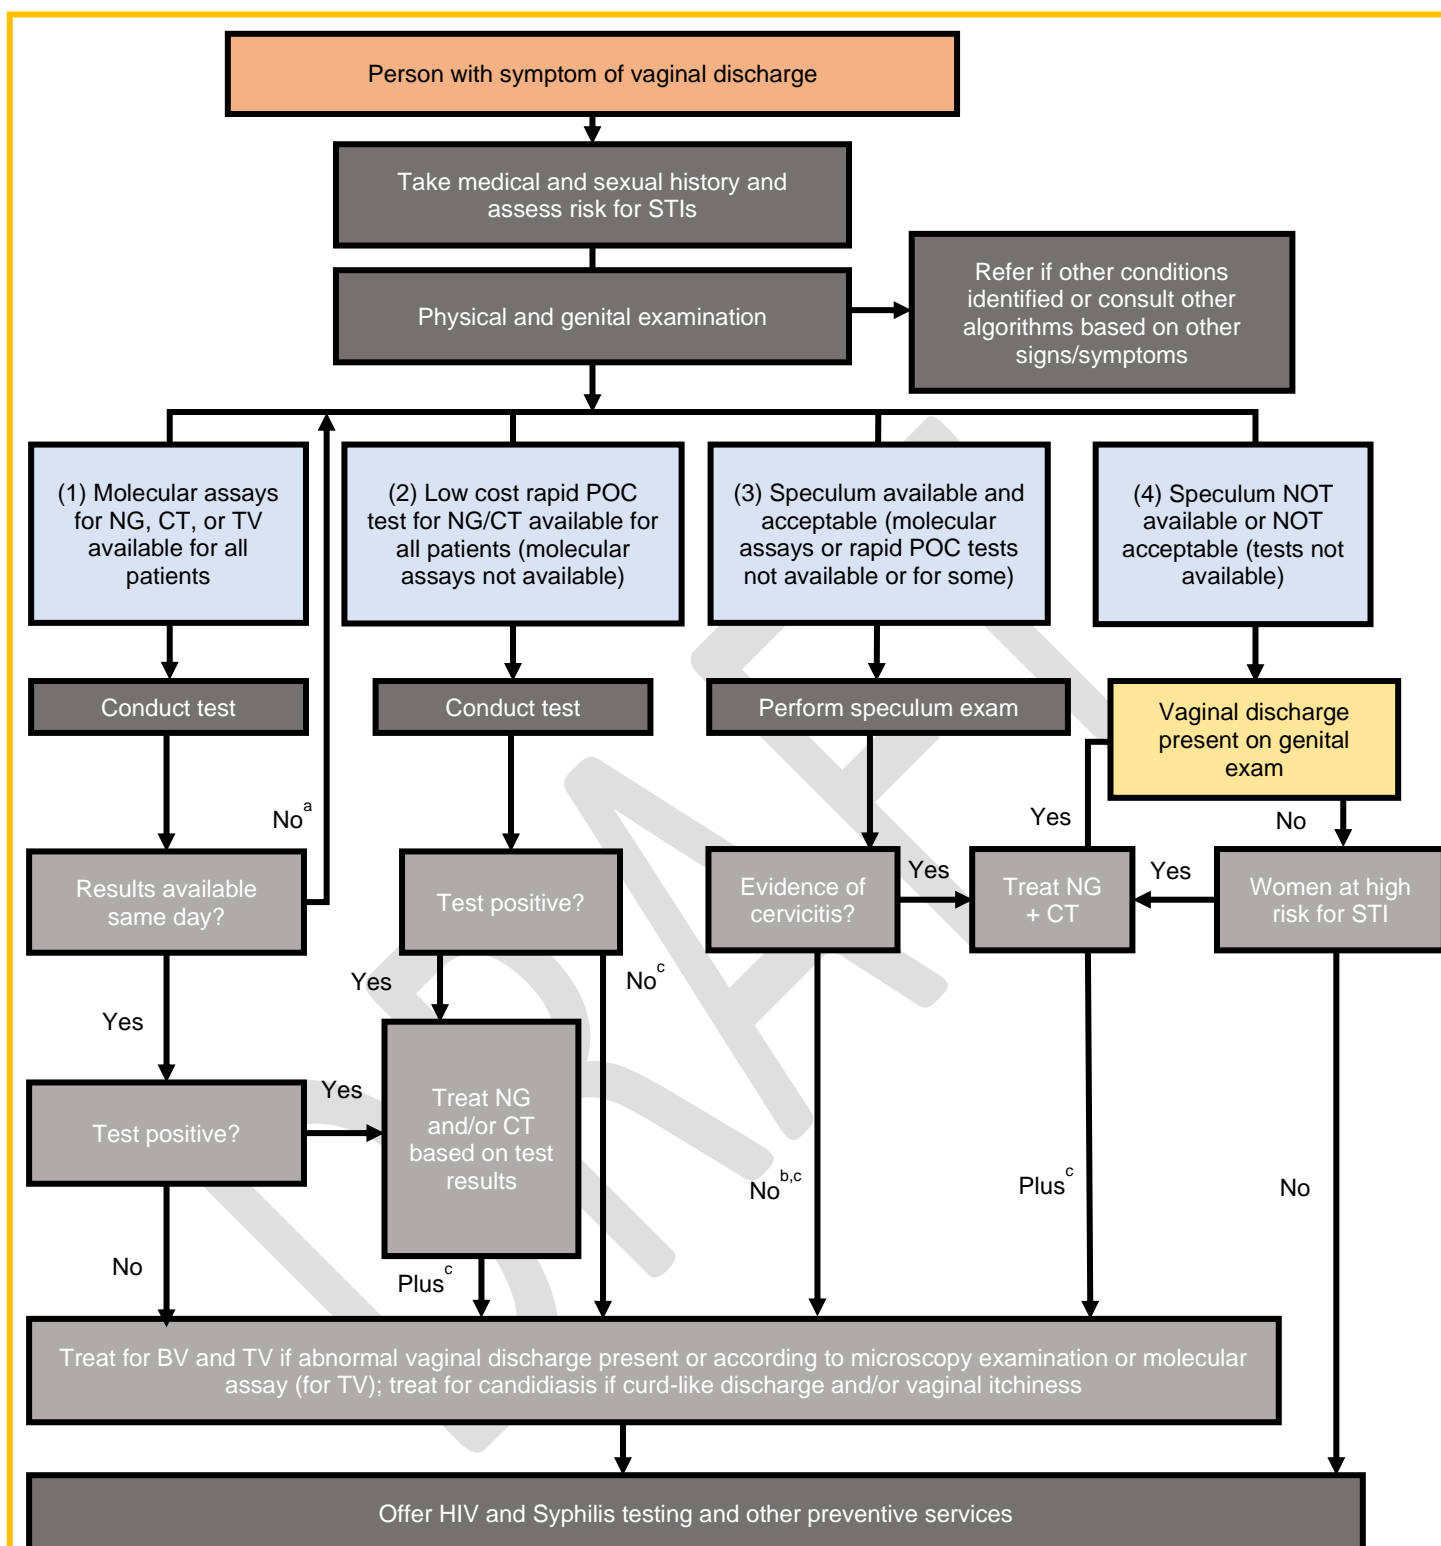 Person with symptom of vaginal discharge
Take medical and sexual history and
assess risk for STIs
Physical and genital examination
Refer if other conditions
identified or consult other
algorithms based on other
signs/symptoms
(1) Molecular assays
for NG, CT, or TV
available for all
patients
(2) Low cost rapid POC
test for NG/CT available for
all patients (molecular
assays not available)
(3) Speculum available and
acceptable (molecular
assays or rapid POC tests
not available or for some)
(4) Speculum NOT
available or NOT
acceptable (tests not
available)
Conduct test
Conduct test
Perform speculum exam
Vaginal discharge
present on genital
exam
No^a
Yes
No
Results available
same day?
Test positive?
Evidence of
cervicitis?
Yes
Treat NG
+ CT
Yes
Women at high
risk for STI
Yes
Yes
No^c
Test positive?
Yes
Treat NG
and/or CT
based on test
results
No^b,c
Plus^c
No
No
Plus^c
Treat for BV and TV if abnormal vaginal discharge present or according to microscopy examination or molecular
assay (for TV); treat for candidiasis if curd-like discharge and/or vaginal itchiness
Offer HIV and Syphilis testing and other preventive services
DRAFT